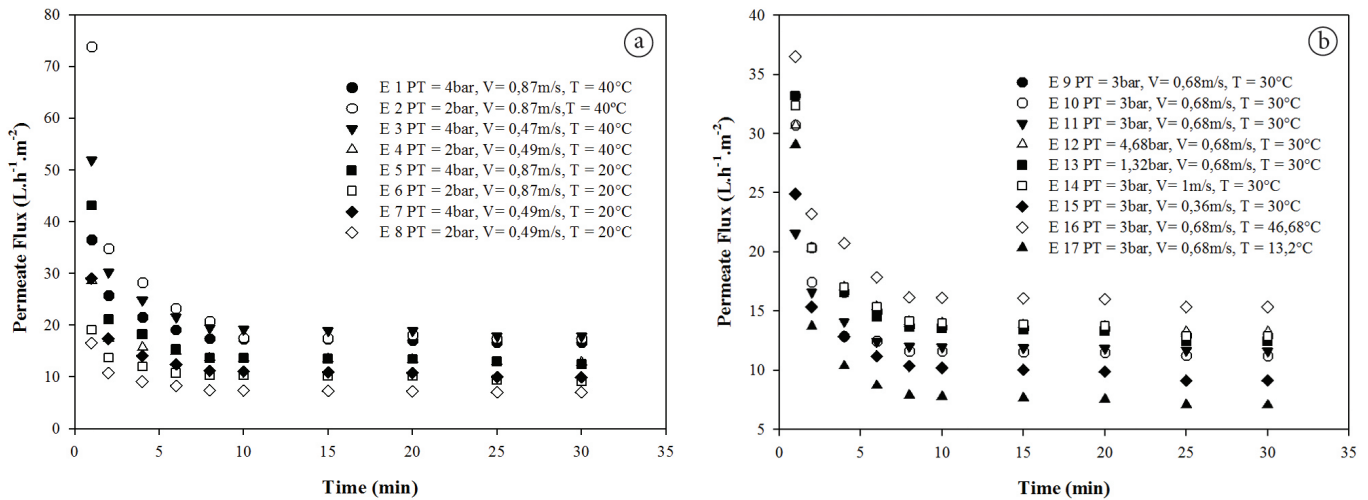 80
70
60
50
40
30
20
10
0
0 5 10 15 20 25 30 35
Permeate Flux (L.h-1.m-2)
Time (min)
a
E 1 PT = 4bar, V= 0,87m/s, T = 40°C
E 2 PT = 2bar, V= 0.87m/s,T = 40°C
E 3 PT = 4bar, V= 0,47m/s, T = 40°C
E 4 PT = 2bar, V= 0,49m/s, T = 40°C
E 5 PT = 4bar, V= 0,87m/s, T = 20°C
E 6 PT = 2bar, V= 0,87m/s, T = 20°C
E 7 PT = 4bar, V= 0,49m/s, T = 20°C
E 8 PT = 2bar, V= 0,49m/s, T = 20°C
40
35
30
25
20
15
10
5
0 5 10 15 20 25 30 35
Permeate Flux (L.h-1.m-2)
Time (min)
b
E 9 PT = 3bar, V= 0,68m/s, T = 30°C
E 10 PT = 3bar, V= 0,68m/s, T = 30°C
E 11 PT = 3bar, V= 0,68m/s, T = 30°C
E 12 PT = 4,68bar, V= 0,68m/s, T = 30°C
E 13 PT = 1,32bar, V= 0,68m/s, T = 30°C
E 14 PT = 3bar, V= 1m/s, T = 30°C
E 15 PT = 3bar, V= 0,36m/s, T = 30°C
E 16 PT = 3bar, V= 0,68m/s, T = 46,68°C
E 17 PT = 3bar, V= 0,68m/s, T = 13,2°C